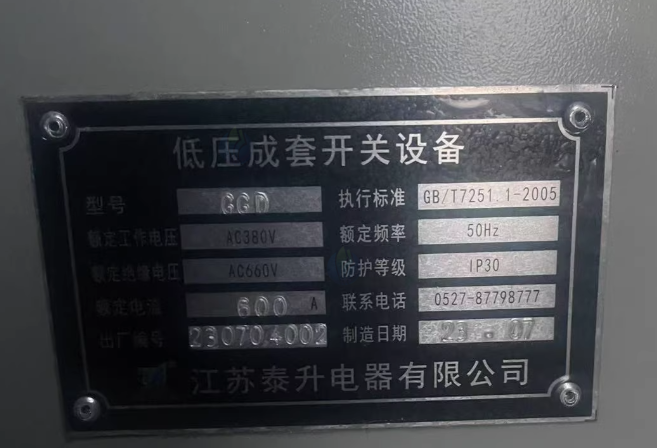 低压成套开关设备
型号 GGD 执行标准 GB/T7251.1-2005
额定工作电压 AC380V 额定频率 50Hz
额定绝缘电压 AC660V 防护等级 IP30
额定电流 600 A 联系电话 0527-87798777
出厂编号 230704002 制造日期
江苏泰升电器有限公司